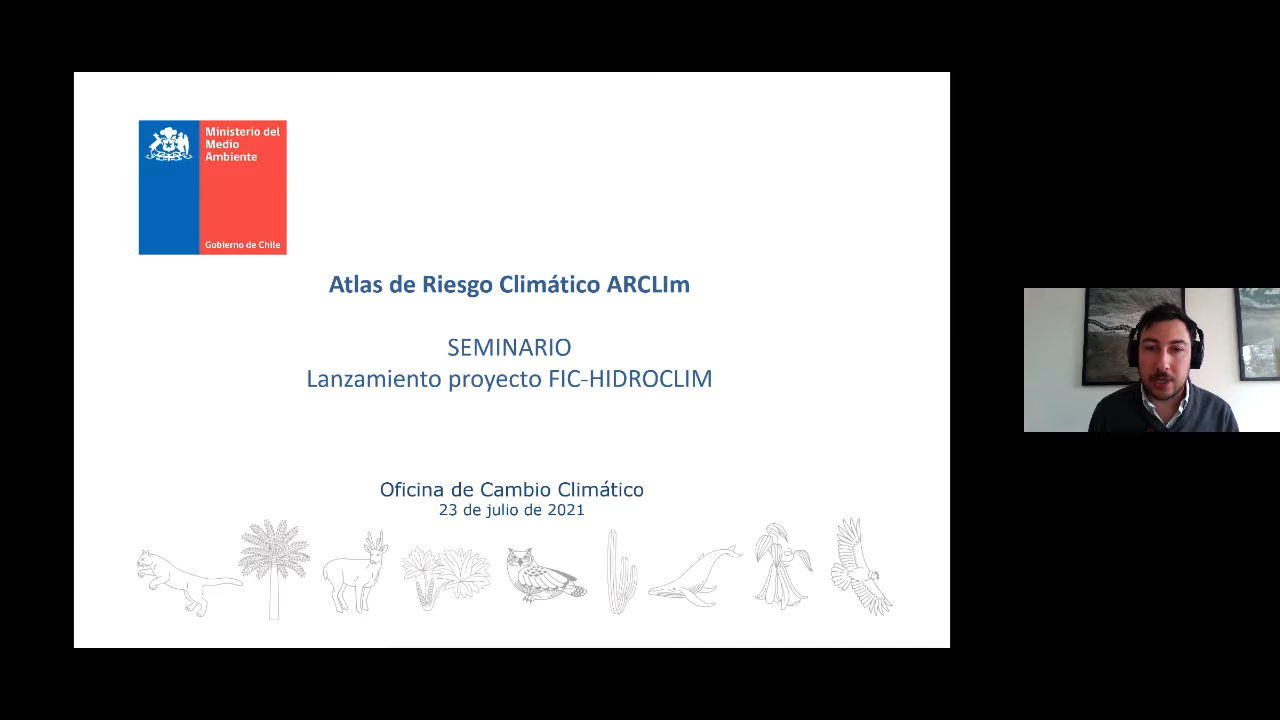 Ministerio del
Medio
Ambiente
Gobierno de Chile
Atlas de Riesgo Climático ARCLIm
SEMINARIO
Lanzamiento proyecto FIC-HIDROCLIM
Oficina de Cambio Climático
23 de julio de 2021